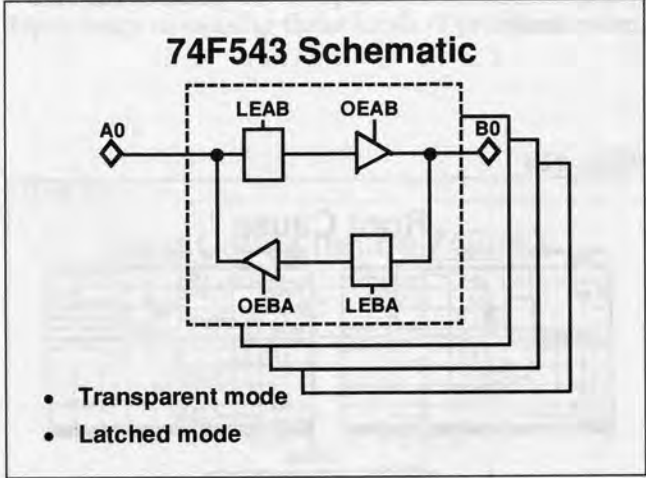 74F543 Schematic
LEAB OEAB
A0 B0
OEBA LEBA
• Transparent mode
• Latched mode